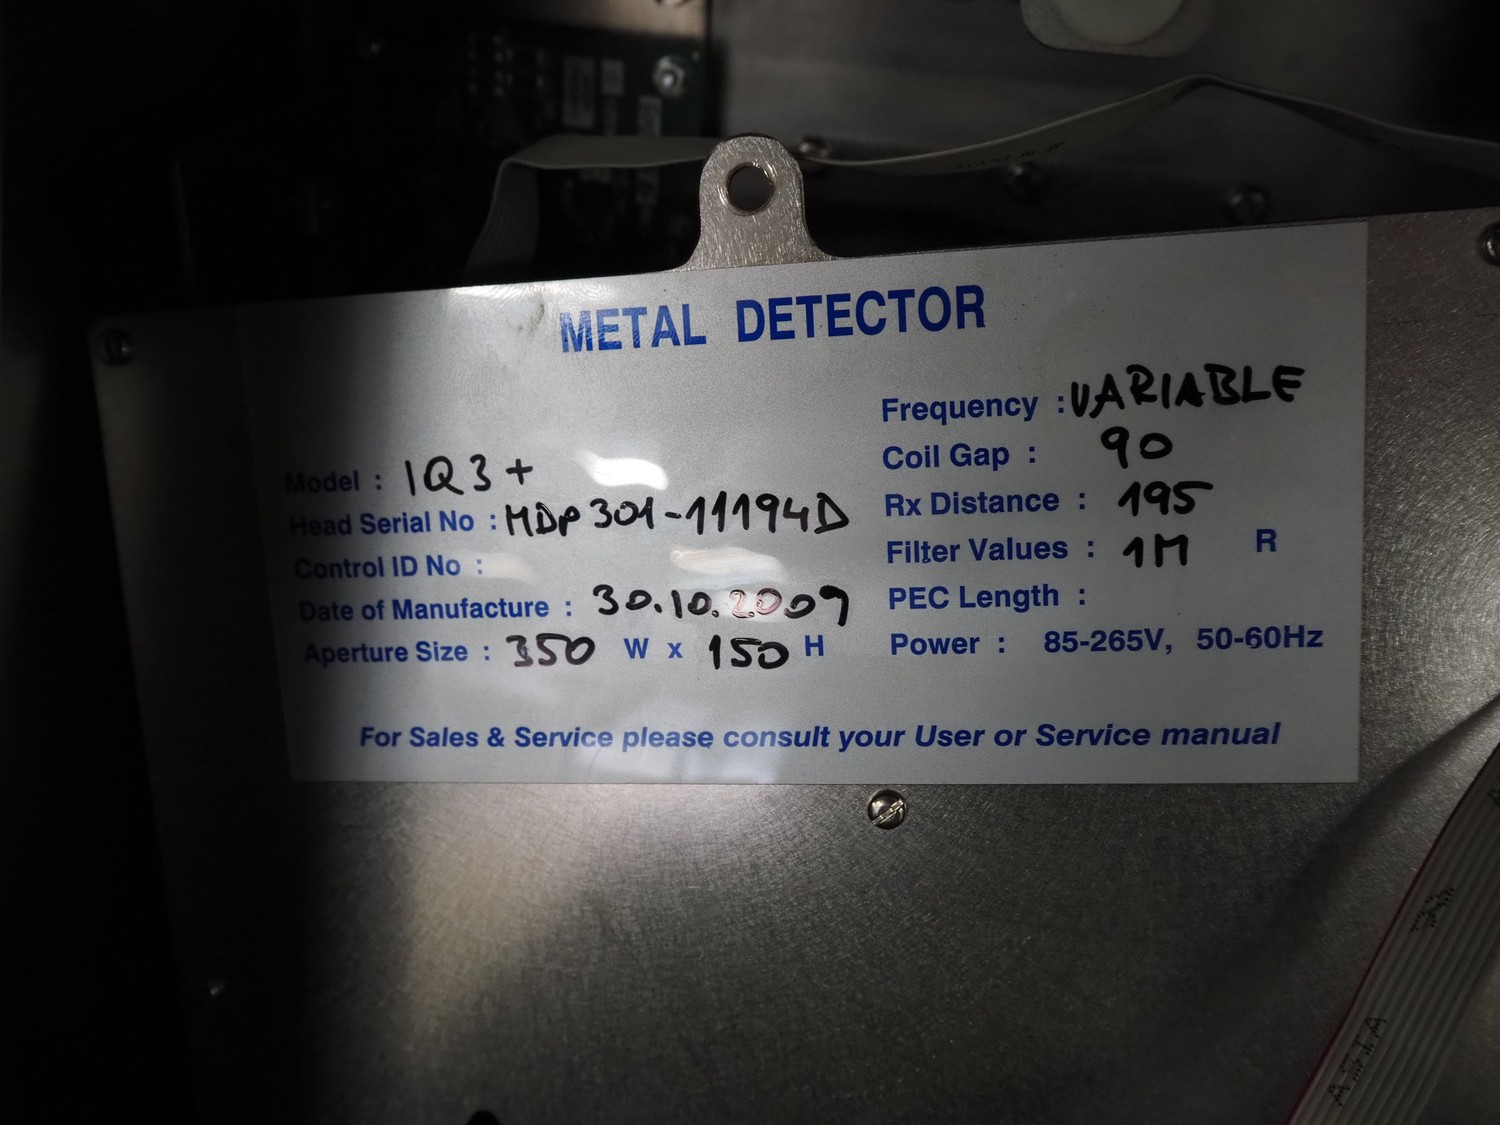 METAL DETECTOR
Model : IQ3+
Head Serial No : MDP301-11194D
Control ID No :
Date of Manufacture : 30.10.2009
Aperture Size : 350 W x 150 H
Frequency : VARIABLE
Coil Gap : 90
Rx Distance : 195
Filter Values : 1M R
PEC Length :
Power : 85-265V, 50-60Hz
For Sales & Service please consult your User or Service manual